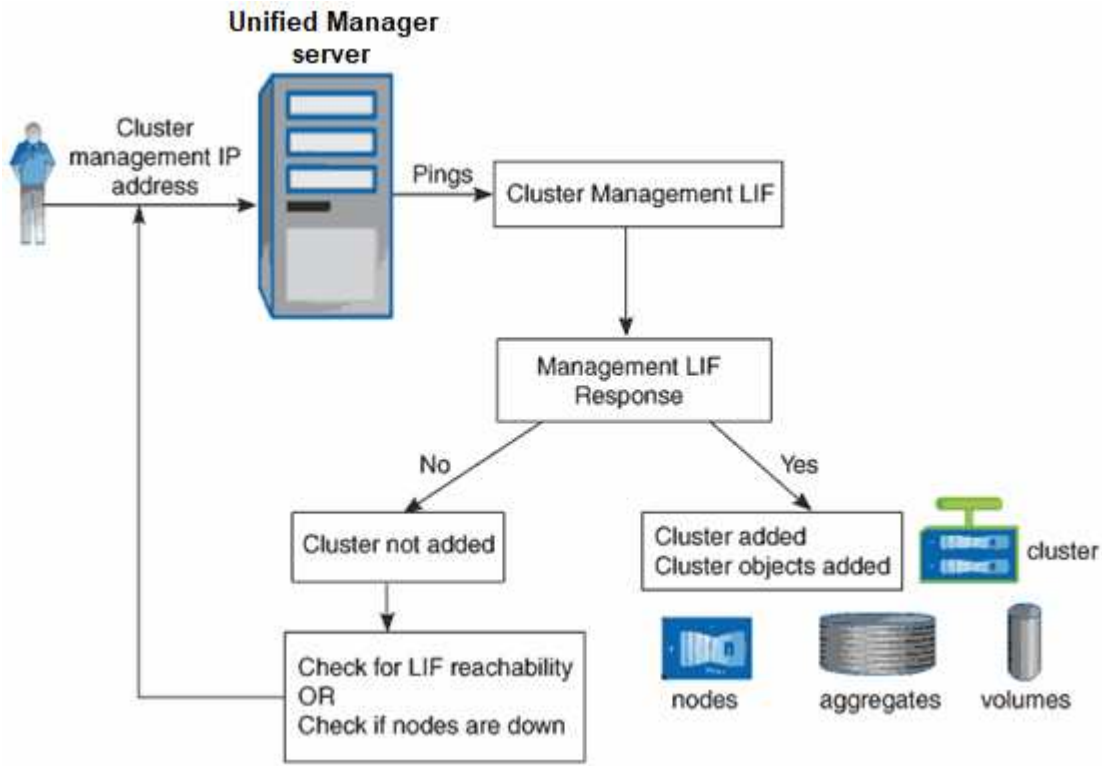 Unified Manager
server
Cluster
management IP
address
Pings
Cluster Management LIF
Management LIF
Response
No
Yes
Cluster not added
Cluster added
Cluster objects added
cluster
Check for LIF reachability
OR
Check if nodes are down
nodes
aggregates
volumes